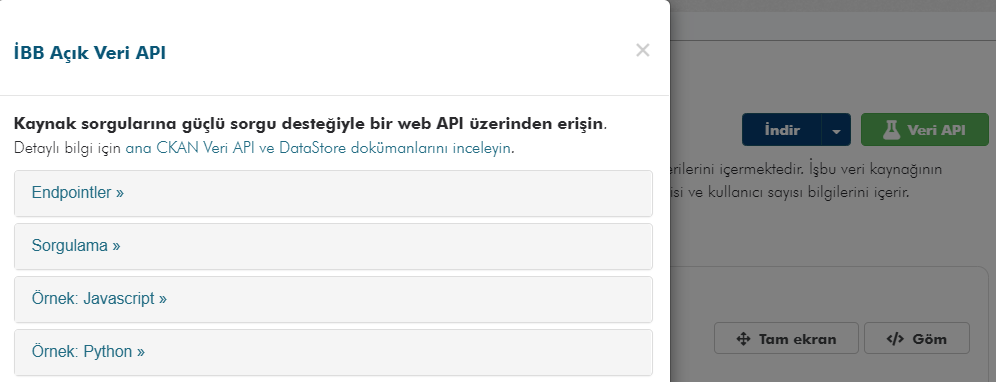 İBB Açık Veri API
×
Kaynak sorgularına güçlü sorgu desteğiyle bir web API üzerinden erişin.
Detaylı bilgi için ana CKAN Veri API ve DataStore dokümanlarını inceleyin.
Endpointler »
Sorgulama »
Örnek: Javascript »
Örnek: Python »
İndir
Veri API
erilerini içermektedir. İşbu veri kaynağının
isi ve kullanıcı sayısı bilgilerini içerir.
Tam ekran
</> Göm